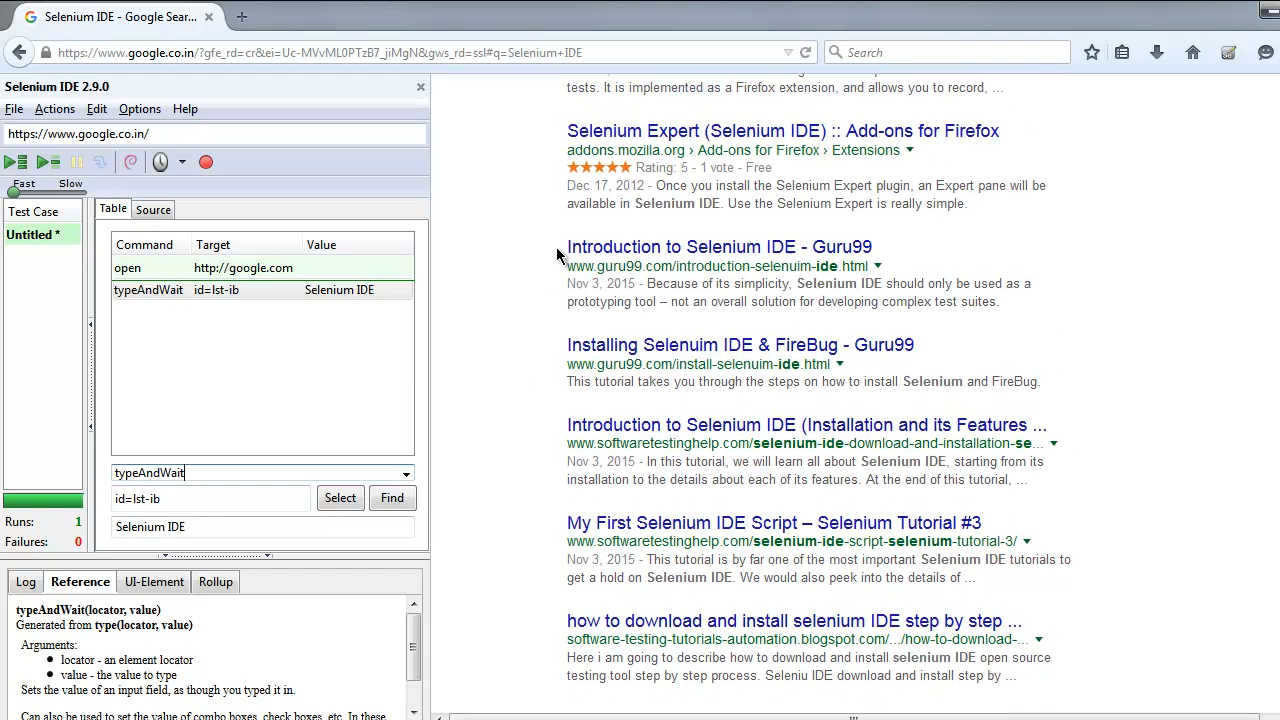 Selenium IDE - Google Sear...
https://www.google.co.in/?gfe_rd=cr&ei=Uc-MVvML0PTzB7_jiMgN&gws_rd=ssl#q=Selenium+IDE
Search
Selenium IDE 2.9.0
File Actions Edit Options Help
https://www.google.co.in/
Fast Slow
Test Case
Untitled *
Table Source
Command Target Value
open http://google.com
typeAndWait id=lst-ib Selenium IDE
typeAndWait
id=lst-ib Select Find
Selenium IDE
Runs: 1
Failures: 0
Log Reference UI-Element Rollup
typeAndWait(locator, value)
Generated from type(locator, value)
Arguments:
locator - an element locator
value - the value to type
Sets the value of an input field, as though you typed it in.
Can also be used to set the value of combo boxes, check boxes, etc. In these
tests. It is implemented as a Firefox extension, and allows you to record, ...
Selenium Expert (Selenium IDE) :: Add-ons for Firefox
addons.mozilla.org › Add-ons for Firefox › Extensions
Rating: 5 - 1 vote - Free
Dec 17, 2012 - Once you install the Selenium Expert plugin, an Expert pane will be
available in Selenium IDE. Use the Selenium Expert is really simple.
Introduction to Selenium IDE - Guru99
www.guru99.com/introduction-selenuim-ide.html
Nov 3, 2015 - Because of its simplicity, Selenium IDE should only be used as a
prototyping tool – not an overall solution for developing complex test suites.
Installing Selenuim IDE & FireBug - Guru99
www.guru99.com/install-selenuim-ide.html
This tutorial takes you through the steps on how to install Selenium and FireBug.
Introduction to Selenium IDE (Installation and its Features ...
www.softwaretestinghelp.com/selenium-ide-download-and-installation-se...
Nov 3, 2015 - In this tutorial, we will learn all about Selenium IDE, starting from its
installation to the details about each of its features. At the end of this tutorial, ...
My First Selenium IDE Script – Selenium Tutorial #3
www.softwaretestinghelp.com/selenium-ide-script-selenium-tutorial-3/
Nov 3, 2015 - This tutorial is by far one of the most important Selenium IDE tutorials to
get a hold on Selenium IDE. We would also peek into the details of ...
how to download and install selenium IDE step by step ...
software-testing-tutorials-automation.blogspot.com/.../how-to-download-...
Here i am going to describe how to download and install selenium IDE open source
testing tool step by step process. Seleniu IDE download and install step by ...